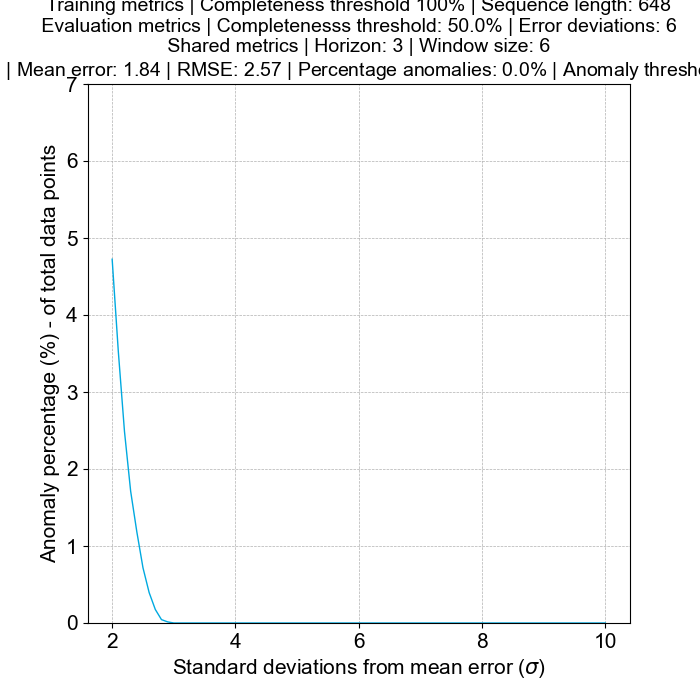 Training metrics | Completeness threshold 100% | Sequence length: 648
Evaluation metrics | Completenesss threshold: 50.0% | Error deviations: 6
Shared metrics | Horizon: 3 | Window size: 6
| Mean error: 1.84 | RMSE: 2.57 | Percentage anomalies: 0.0% | Anomaly
7
6
5
4
3
2
1
0
Anomaly percentage (%) - of total data points
2 4 6 8 10
Standard deviations from mean error (σ)